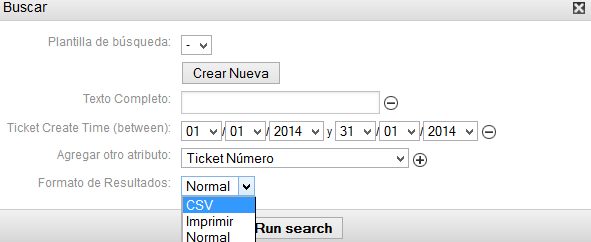 Buscar
Plantilla de búsqueda: -
Crear Nueva
Texto Completo:
Ticket Create Time (between): 01 / 01 / 2014 y 31 / 01 / 2014
Agregar otro atributo: Ticket Número
Formato de Resultados: Normal
CSV
Imprimir Run search
Normal